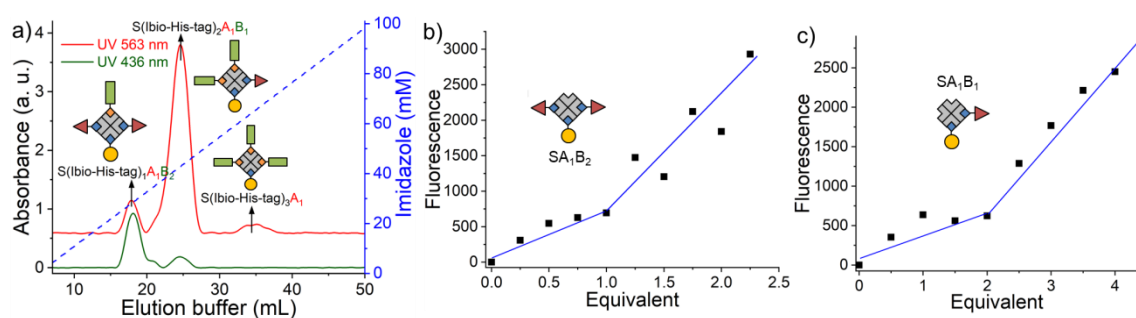 a)
S(Ibio-His-tag)₂A₁B₁
UV 563 nm
UV 436 nm
S(Ibio-His-tag)₁A₁B₂
S(Ibio-His-tag)₃A₁
Absorbance (a. u.)
4
3
2
1
0
10 20 30 40 50
Elution buffer (mL)
100
80
60
40
20
0
Imidazole (mM)
b)
Fluorescence
3000
2500
2000
1500
1000
500
0
SA₁B₂
0.0 0.5 1.0 1.5 2.0 2.5
Equivalent
c)
Fluorescence
2500
2000
1500
1000
500
0
SA₁B₁
0 1 2 3 4
Equivalent